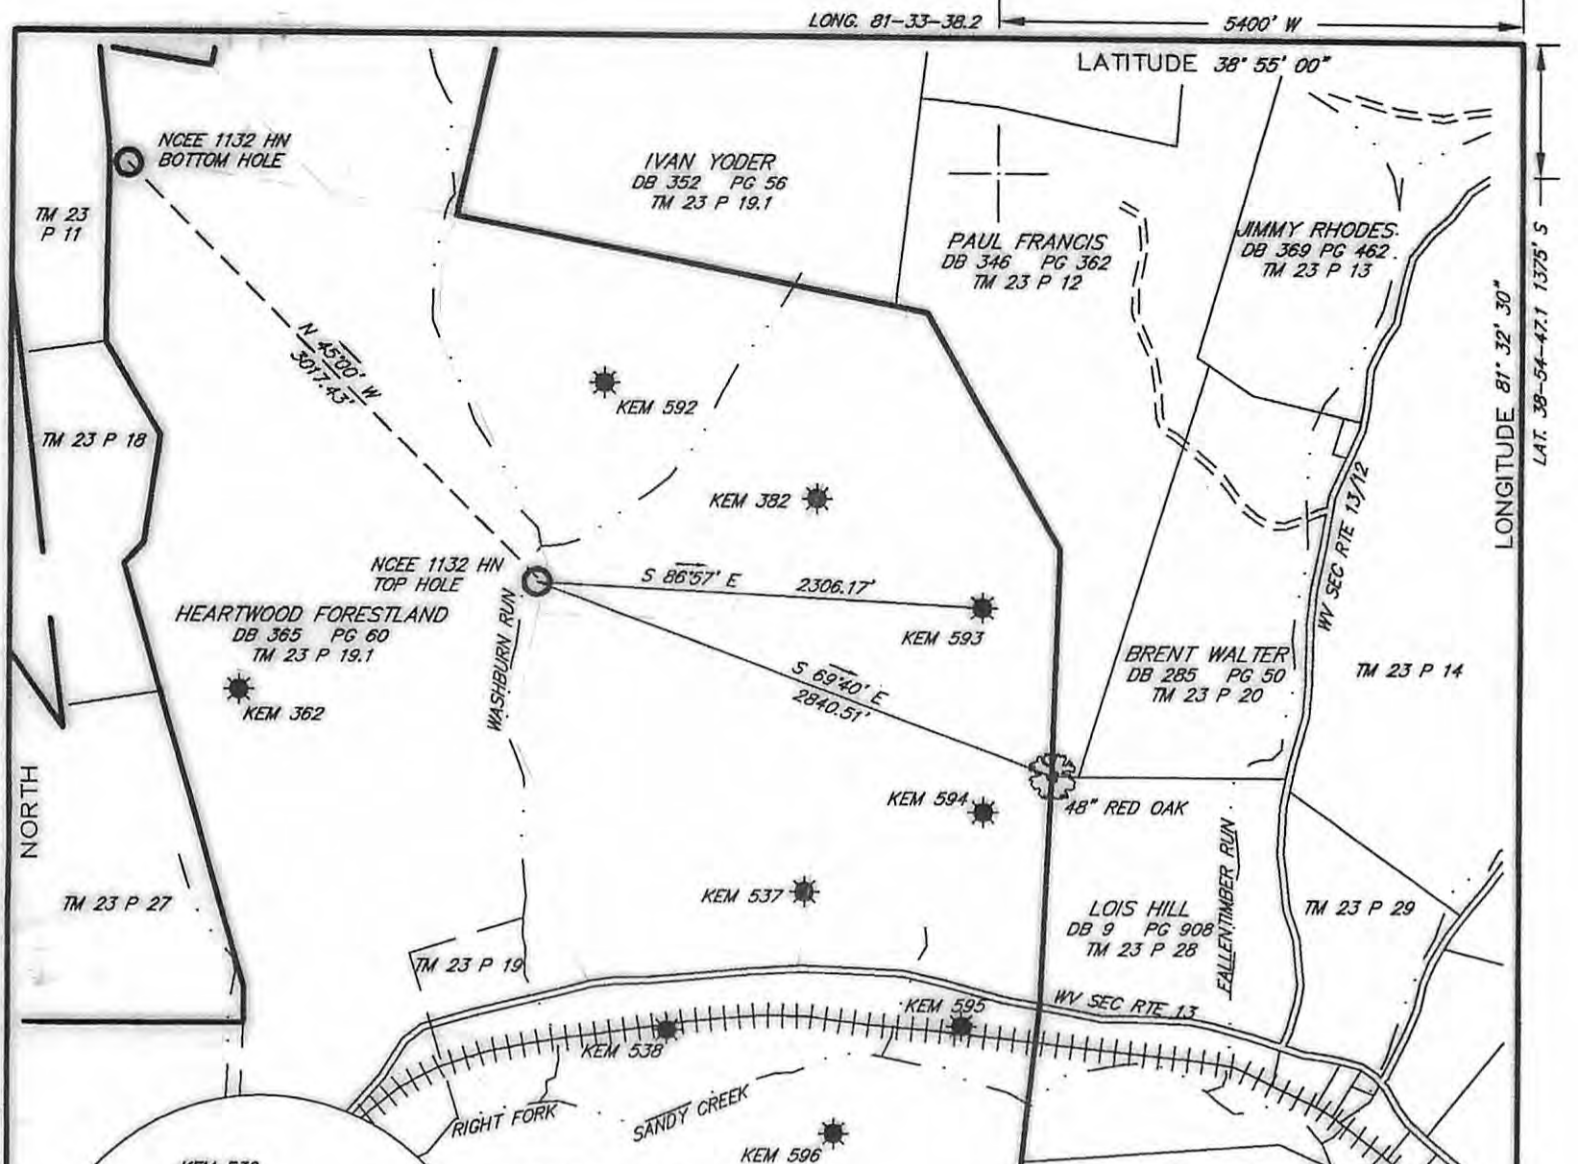 LONG. 81-33-38.2
5400' W
LATITUDE 38° 55' 00"
NCEE 1132 HN
BOTTOM HOLE
IVAN YODER
DB 352 PG 56
TM 23 P 19.1
TM 23
P 11
PAUL FRANCIS
DB 346 PG 362
TM 23 P 12
JIMMY RHODES
DB 369 PG 462
TM 23 P 13
LAT. 38-54-47.1 1375' S
LONGITUDE 81° 32' 30"
N 45°00' W
3017.43'
KEM 592
TM 23 P 18
KEM 382
WV SEC RTE 13/12
NCEE 1132 HN
TOP HOLE
S 86°57' E 2306.17'
HEARTWOOD FORESTLAND
DB 365 PG 60
TM 23 P 19.1
WASHBURN RUN
KEM 593
S 69°40' E
2840.51'
BRENT WALTER
DB 285 PG 50
TM 23 P 20
TM 23 P 14
KEM 362
NORTH
KEM 594
48" RED OAK
KEM 537
TM 23 P 27
LOIS HILL
DB 9 PG 908
TM 23 P 28
FALLENTIMBER RUN
TM 23 P 29
TM 23 P 19
KEM 595
WV SEC RTE 13
KEM 538
RIGHT FORK
SANDY CREEK
KEM 596